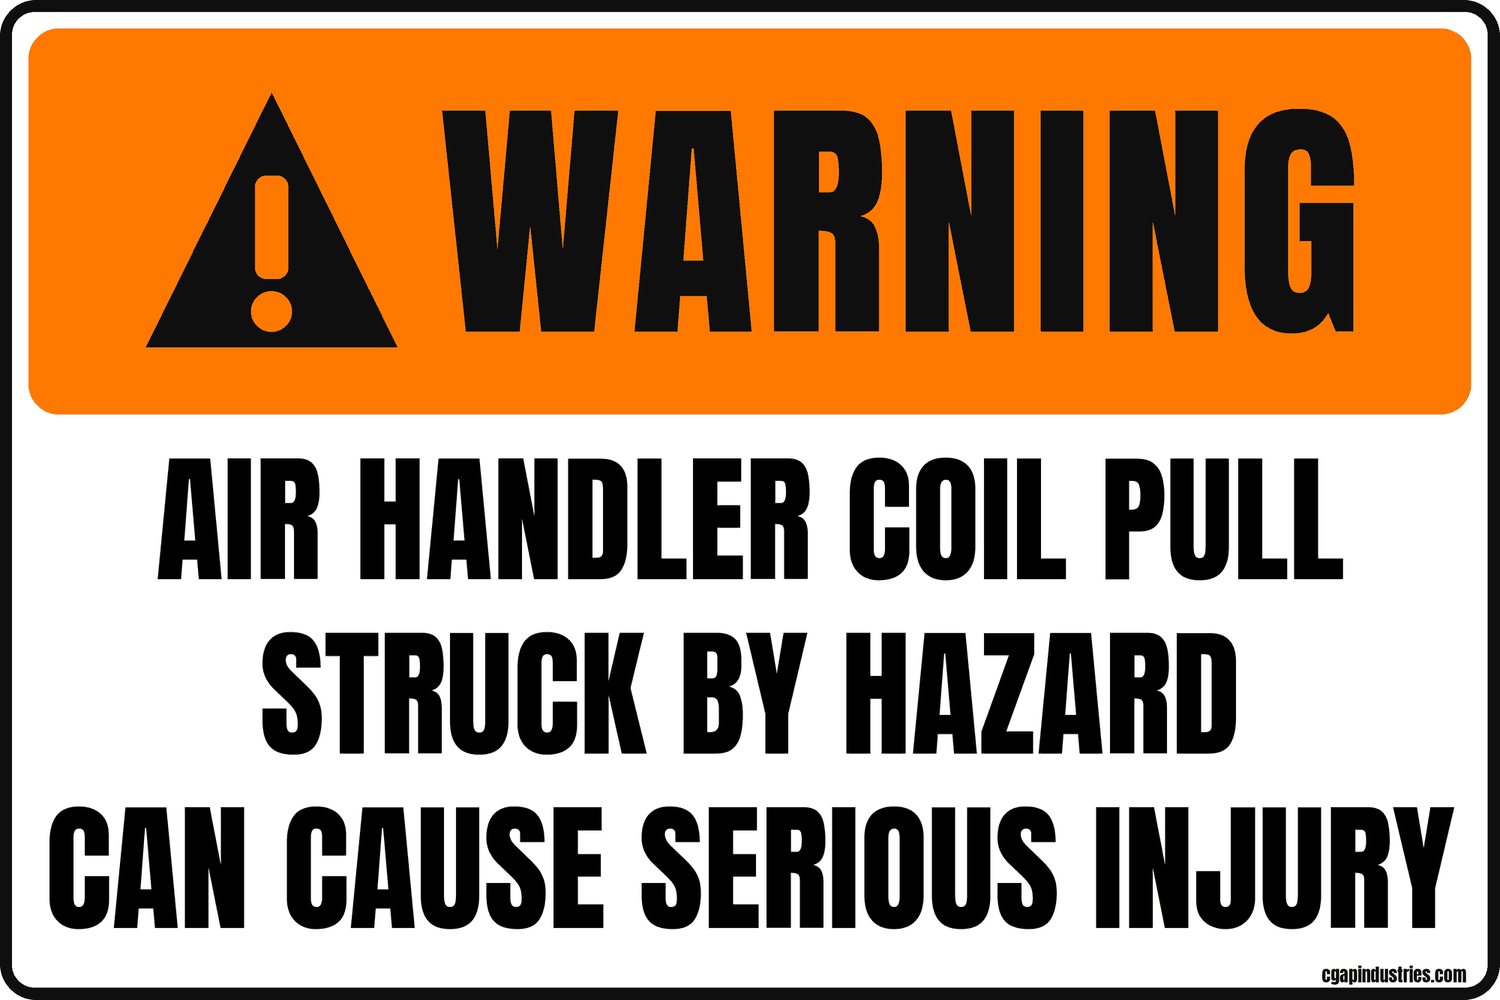 WARNING
AIR HANDLER COIL PULL
STRUCK BY HAZARD
CAN CAUSE SERIOUS INJURY
cgapindustries.com